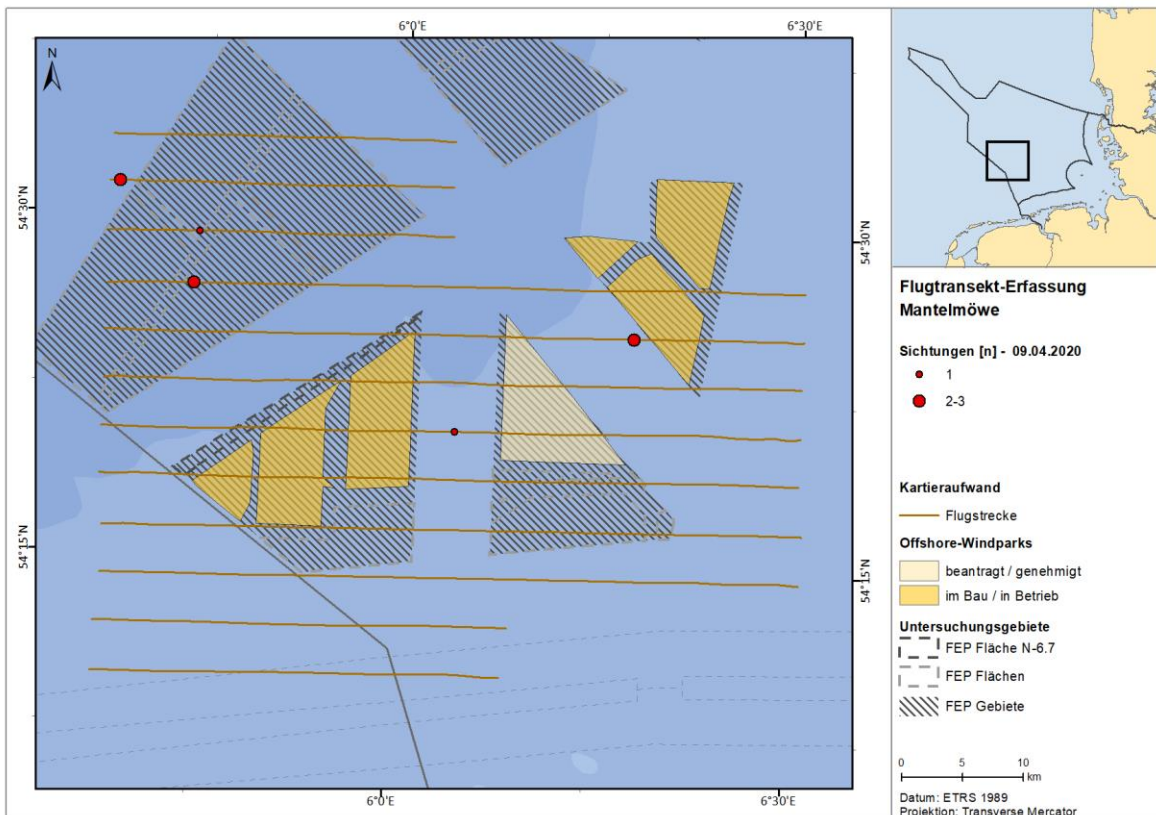 6°0'E
6°30'E
N
54°30'N
54°30'N
54°15'N
54°15'N
6°0'E
6°30'E
Flugtransekt-Erfassung
Mantelmöwe
Sichtungen [n] - 09.04.2020
1
2-3
Kartieraufwand
Flugstrecke
Offshore-Windparks
beantragt / genehmigt
im Bau / in Betrieb
Untersuchungsgebiete
FEP Fläche N-6.7
FEP Flächen
FEP Gebiete
0 5 10
km
Datum: ETRS 1989
Projektion: Transverse Mercator